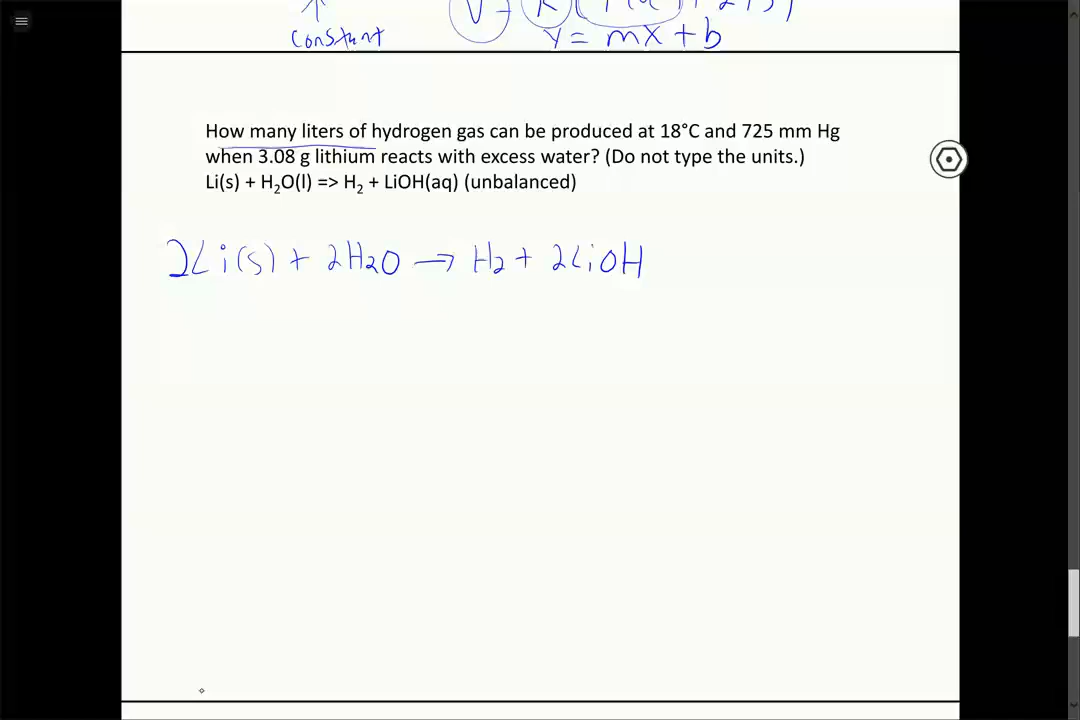 constant
y = mx + b
How many liters of hydrogen gas can be produced at 18°C and 725 mm Hg
when 3.08 g lithium reacts with excess water? (Do not type the units.)
Li(s) + H₂O(l) => H₂ + LiOH(aq) (unbalanced)
2Li(s) + 2H₂O → H₂ + 2LiOH